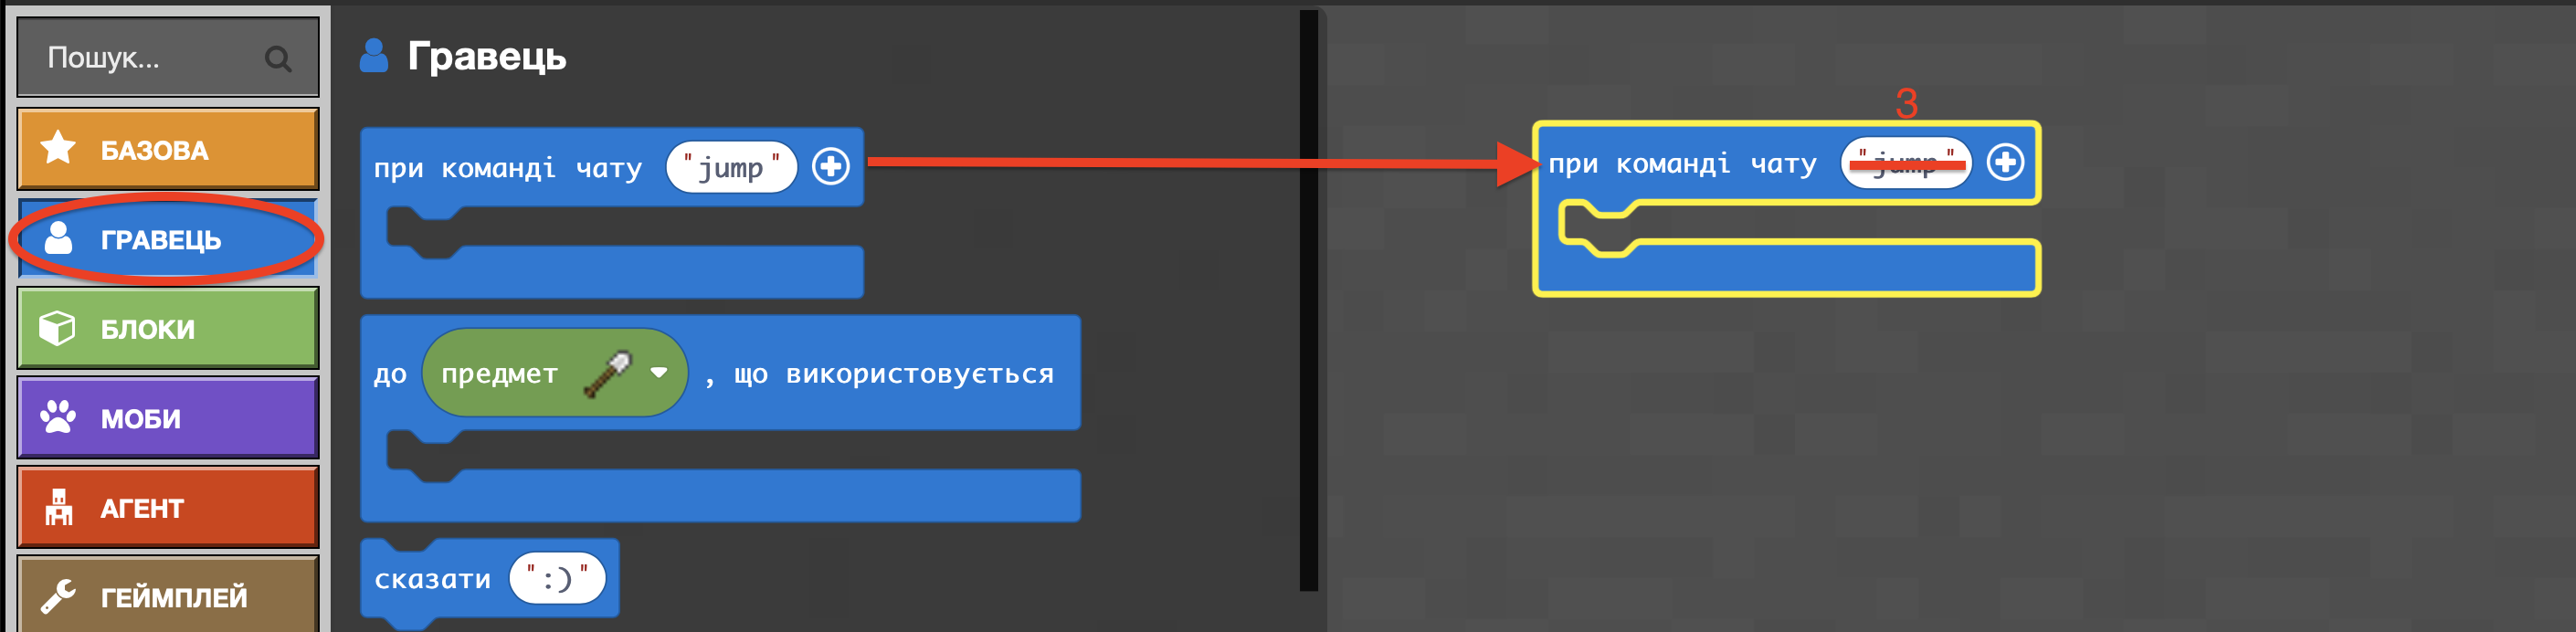 Пошук...
БАЗОВА
ГРАВЕЦЬ
БЛОКИ
МОБИ
АГЕНТ
ГЕЙМПЛЕЙ
Гравець
при команді чату "jump"
до предмет , що використовується
сказати ":)"
3
при команді чату "jump"